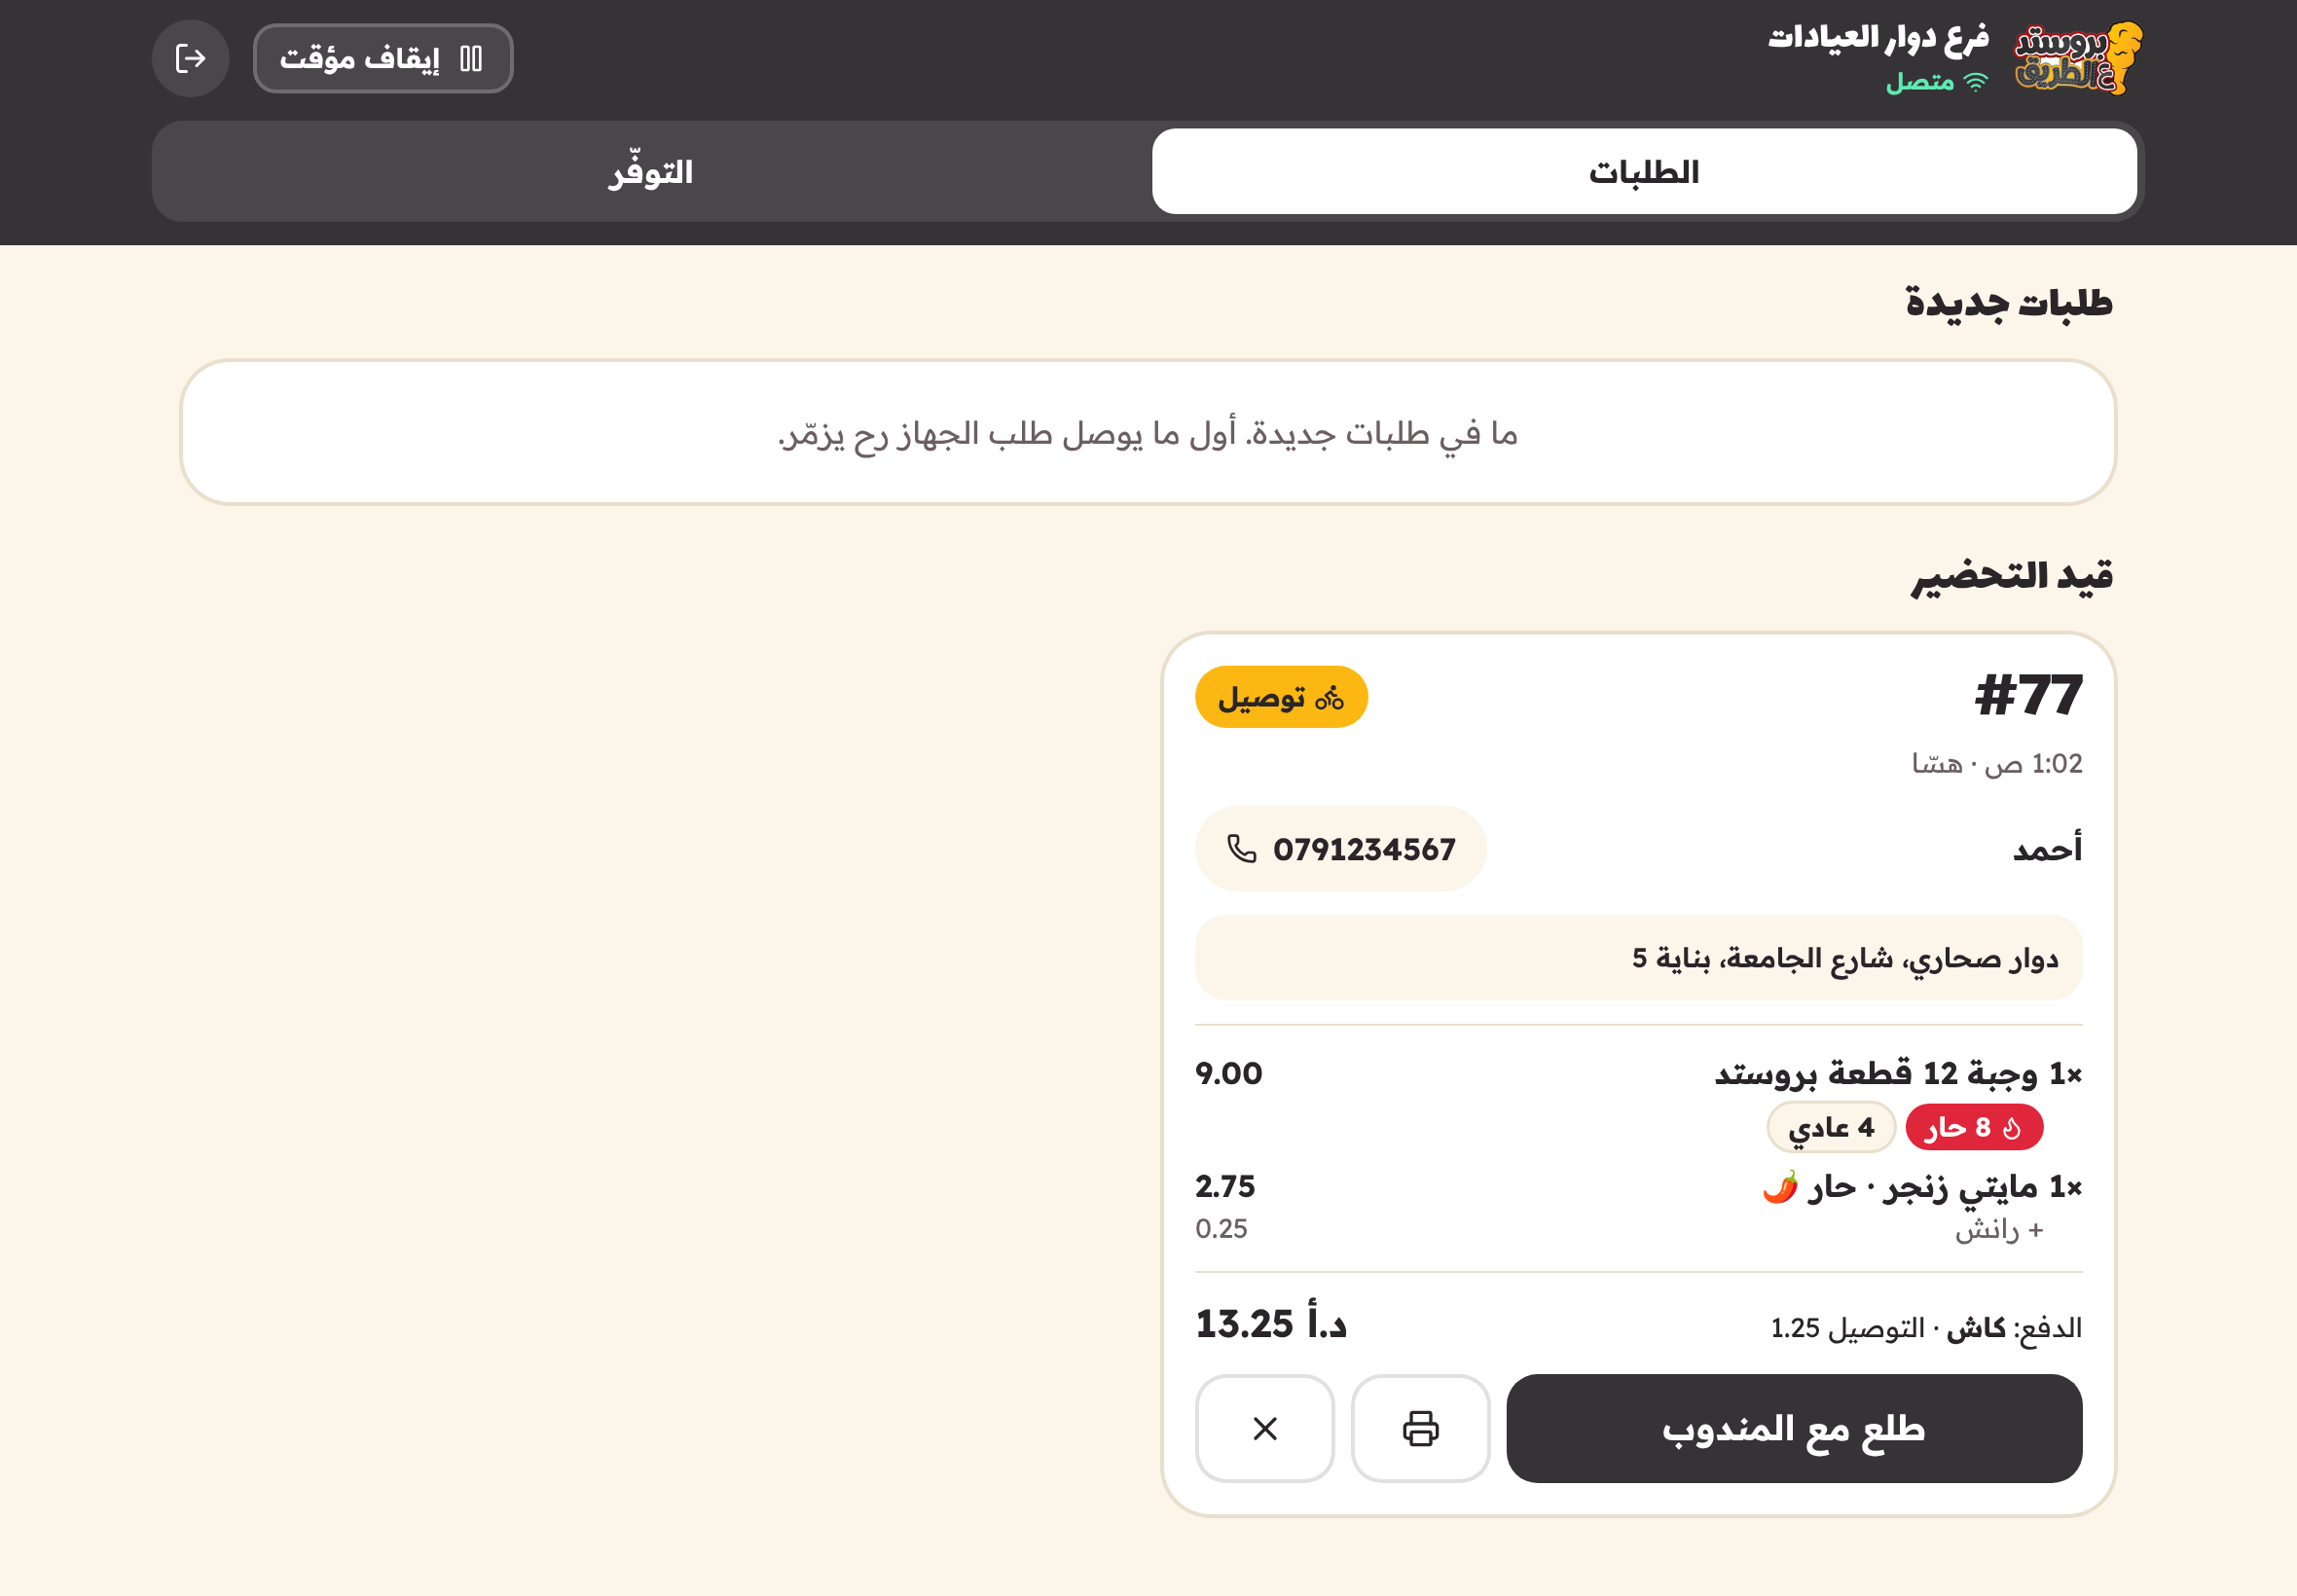 بروستد
ع الطريق
فرع دوار العيادات
متصل
إيقاف مؤقت
الطلبات
التوفّر
طلبات جديدة
ما في طلبات جديدة. أول ما يوصل طلب الجهاز رح يزمّر.
قيد التحضير
#77
توصيل
1:02 ص · هسّا
أحمد
0791234567
دوار صحاري، شارع الجامعة، بناية 5
×1 وجبة 12 قطعة بروستد
9.00
8 حار
4 عادي
×1 مايتي زنجر · حار 🌶️
2.75
+ رانش
0.25
الدفع: كاش · التوصيل 1.25
13.25 د.أ
طلع مع المندوب